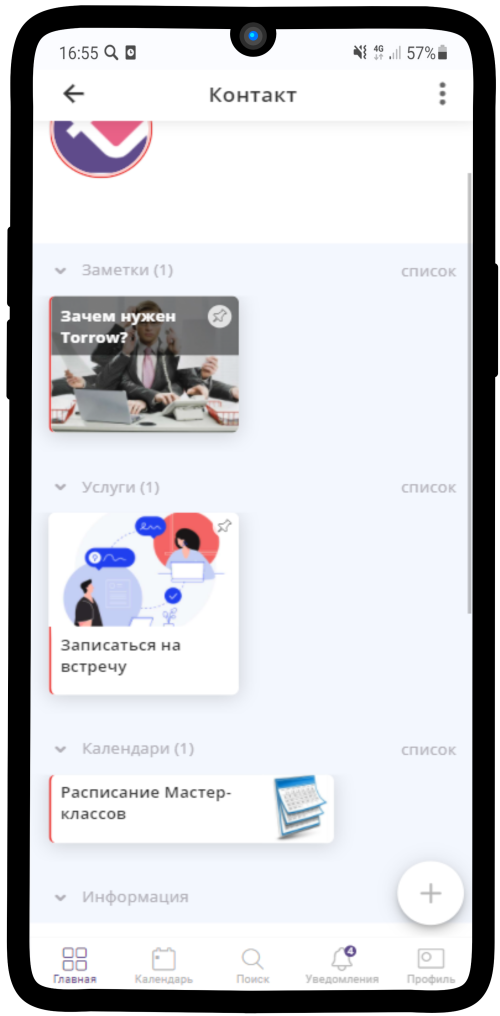 16:55 4G 57%
Контакт
Заметки (1) список
Зачем нужен
Torrow?
Услуги (1) список
Записаться на
встречу
Календари (1) список
Расписание Мастер-
классов
Информация
4
Главная Календарь Поиск Уведомления Профиль